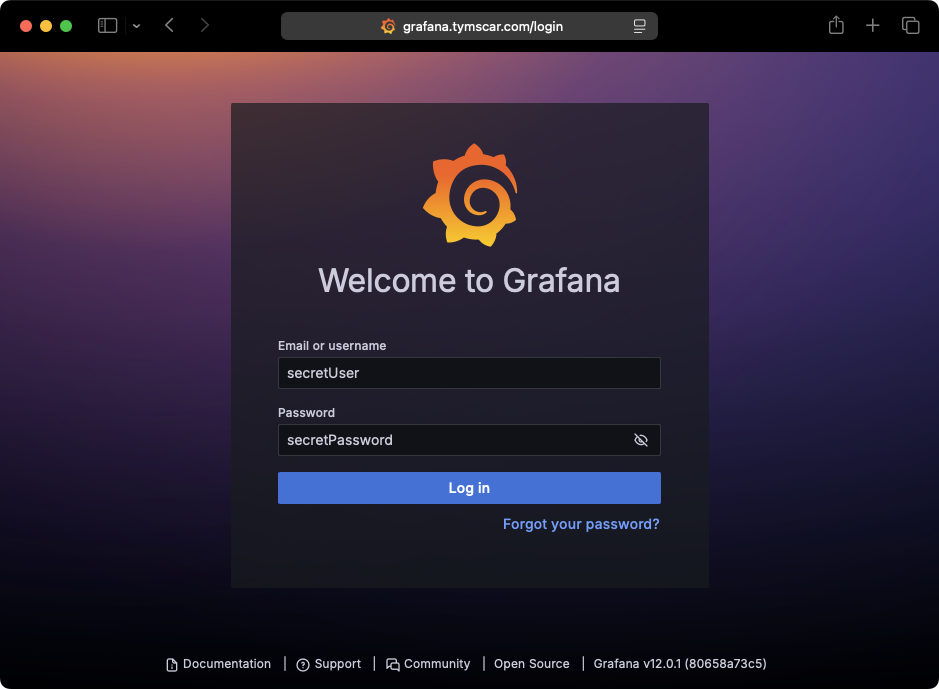 grafana.tymscar.com/login
Welcome to Grafana
Email or username
secretUser
Password
secretPassword
Log in
Forgot your password?
Documentation | Support | Community | Open Source | Grafana v12.0.1 (80658a73c5)